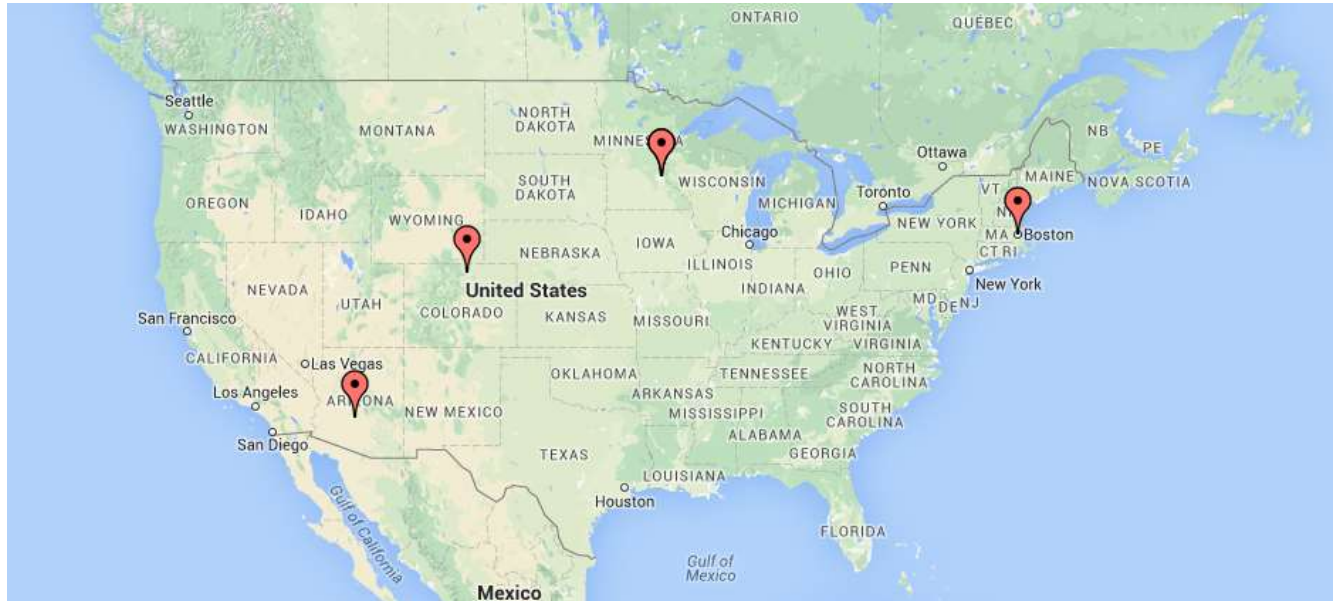 ONTARIO
QUÉBEC
Seattle
WASHINGTON
MONTANA
NORTH
DAKOTA
MINNESOTA
NB
PE
Ottawa
MAINE
NOVA SCOTIA
VT
OREGON
IDAHO
WYOMING
SOUTH
DAKOTA
WISCONSIN
MICHIGAN
Toronto
NEW YORK
MA
Boston
Chicago
IOWA
NEBRASKA
ILLINOIS
INDIANA
OHIO
PENN
CT
RI
New York
NEVADA
UTAH
COLORADO
United States
KANSAS
MISSOURI
WEST
VIRGINIA
MD
DE
NJ
KENTUCKY
VIRGINIA
San Francisco
CALIFORNIA
Las Vegas
Los Angeles
ARIZONA
NEW MEXICO
OKLAHOMA
ARKANSAS
TENNESSEE
NORTH
CAROLINA
MISSISSIPPI
SOUTH
CAROLINA
San Diego
TEXAS
ALABAMA
GEORGIA
LOUISIANA
Houston
FLORIDA
Gulf of California
Gulf of
Mexico
Mexico